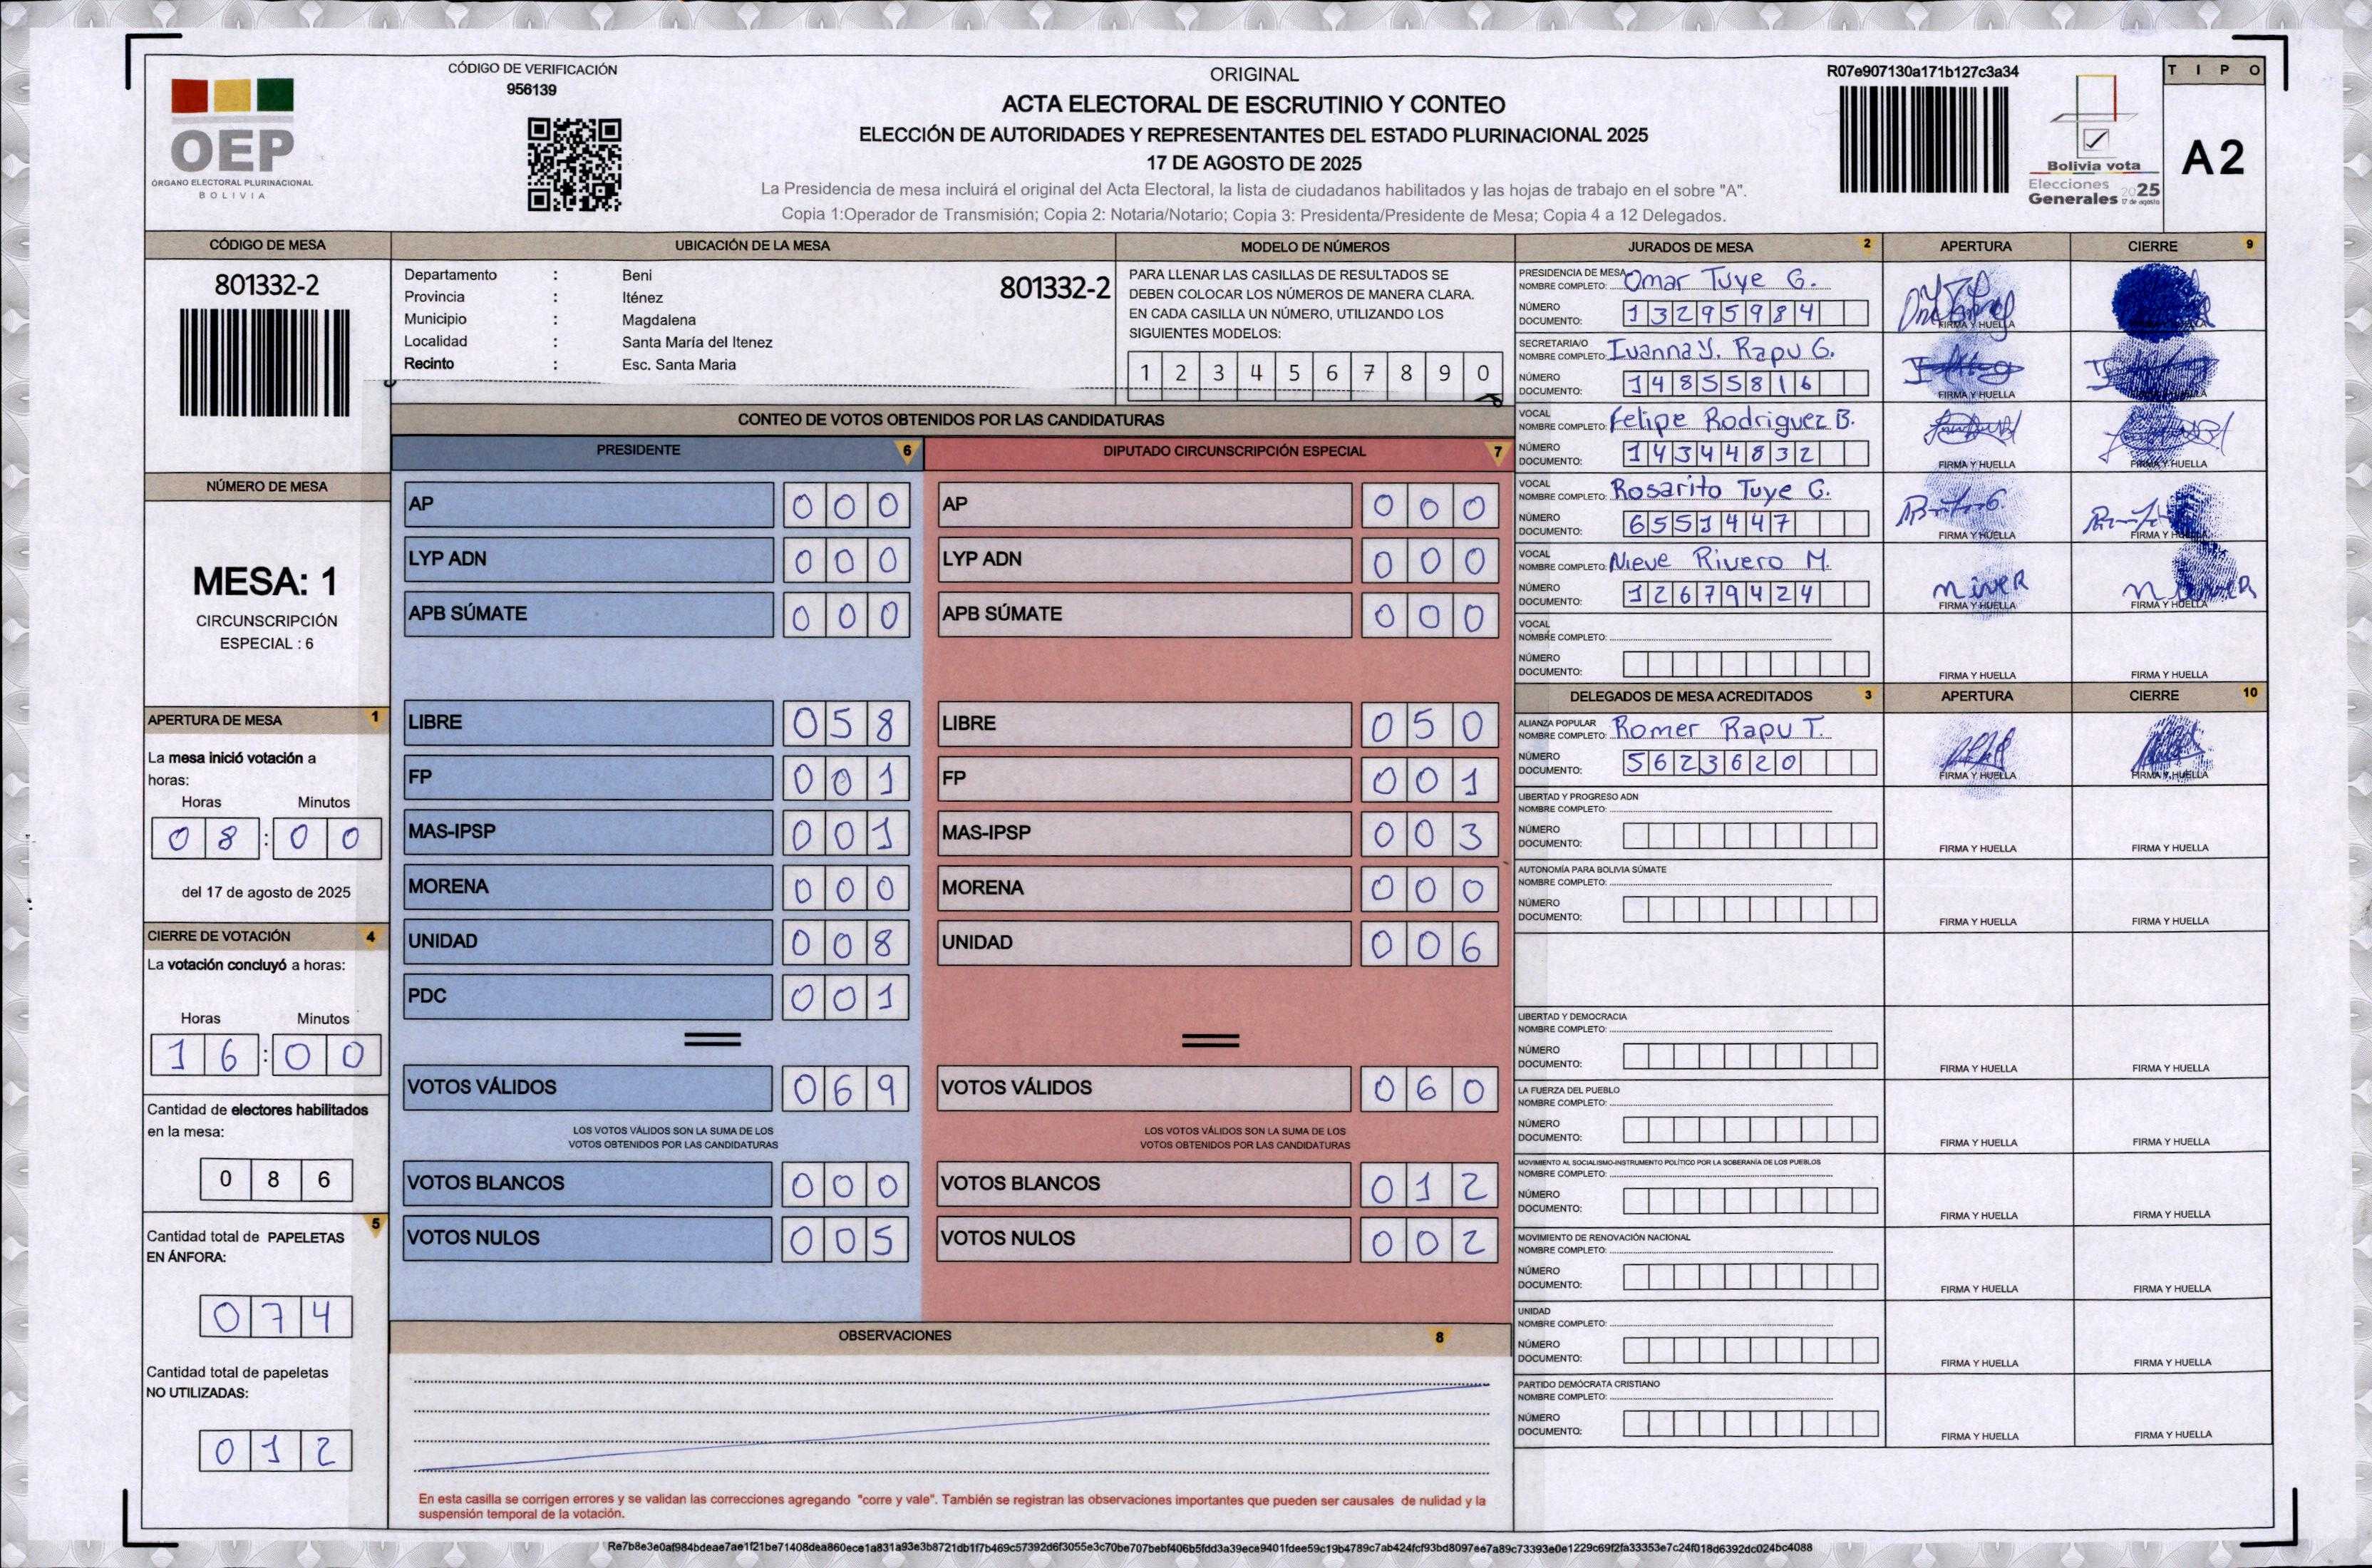 CÓDIGO DE VERIFICACIÓN
956139
OEP
ÓRGANO ELECTORAL PLURINACIONAL
BOLIVIA
ORIGINAL
ACTA ELECTORAL DE ESCRUTINIO Y CONTEO
ELECCIÓN DE AUTORIDADES Y REPRESENTANTES DEL ESTADO PLURINACIONAL 2025
17 DE AGOSTO DE 2025
La Presidencia de mesa incluirá el original del Acta Electoral, la lista de ciudadanos habilitados y las hojas de trabajo en el sobre "A".
Copia 1:Operador de Transmisión; Copia 2: Notaria/Notario; Copia 3: Presidenta/Presidente de Mesa; Copia 4 a 12 Delegados.
R07e907130a171b127c3a34
Bolivia vota
Elecciones
Generales 2025
17 de agosto
TIPO
A2
CÓDIGO DE MESA
801332-2
UBICACIÓN DE LA MESA
Departamento : Beni
Provincia : Iténez
Municipio : Magdalena
Localidad : Santa María del Itenez
Recinto : Esc. Santa Maria
801332-2
MODELO DE NÚMEROS
PARA LLENAR LAS CASILLAS DE RESULTADOS SE
DEBEN COLOCAR LOS NÚMEROS DE MANERA CLARA.
EN CADA CASILLA UN NÚMERO, UTILIZANDO LOS
SIGUIENTES MODELOS:
1 2 3 4 5 6 7 8 9 0
NÚMERO DE MESA
MESA: 1
CIRCUNSCRIPCIÓN
ESPECIAL : 6
APERTURA DE MESA 1
La mesa inició votación a
horas:
Horas Minutos
08:00
del 17 de agosto de 2025
CIERRE DE VOTACIÓN 4
La votación concluyó a horas:
Horas Minutos
16:00
Cantidad de electores habilitados
en la mesa:
086
5
Cantidad total de PAPELETAS
EN ÁNFORA:
074
Cantidad total de papeletas
NO UTILIZADAS:
012
CONTEO DE VOTOS OBTENIDOS POR LAS CANDIDATURAS
PRESIDENTE 6
AP 000
LYP ADN 000
APB SÚMATE 000
LIBRE 058
FP 001
MAS-IPSP 001
MORENA 000
UNIDAD 008
PDC 001
VOTOS VÁLIDOS 069
LOS VOTOS VÁLIDOS SON LA SUMA DE LOS
VOTOS OBTENIDOS POR LAS CANDIDATURAS
VOTOS BLANCOS 000
VOTOS NULOS 005
DIPUTADO CIRCUNSCRIPCIÓN ESPECIAL 7
AP 000
LYP ADN 000
APB SÚMATE 000
LIBRE 050
FP 001
MAS-IPSP 003
MORENA 000
UNIDAD 006
VOTOS VÁLIDOS 060
LOS VOTOS VÁLIDOS SON LA SUMA DE LOS
VOTOS OBTENIDOS POR LAS CANDIDATURAS
VOTOS BLANCOS 012
VOTOS NULOS 002
OBSERVACIONES 8
En esta casilla se corrigen errores y se validan las correcciones agregando "corre y vale". También se registran las observaciones importantes que pueden ser causales de nulidad y la
suspensión temporal de la votación.
JURADOS DE MESA 2 APERTURA CIERRE 9
PRESIDENCIA DE MESA
NOMBRE COMPLETO: Omar Tuye G.
NÚMERO
DOCUMENTO: 13295984
FIRMA Y HUELLA
SECRETARIA/O
NOMBRE COMPLETO: Ivanna Y. Rapu G.
NÚMERO
DOCUMENTO: 14855816
FIRMA Y HUELLA FIRMA Y HUELLA
VOCAL
NOMBRE COMPLETO: Felipe Rodriguez B.
NÚMERO
DOCUMENTO: 14344832
FIRMA Y HUELLA FIRMA Y HUELLA
VOCAL
NOMBRE COMPLETO: Rosarito Tuye G.
NÚMERO
DOCUMENTO: 6551447
FIRMA Y HUELLA FIRMA Y HUELLA
VOCAL
NOMBRE COMPLETO: Nieve Rivero M.
NÚMERO
DOCUMENTO: 12679424
FIRMA Y HUELLA FIRMA Y HUELLA
VOCAL
NOMBRE COMPLETO:
NÚMERO
DOCUMENTO:
FIRMA Y HUELLA FIRMA Y HUELLA
DELEGADOS DE MESA ACREDITADOS 3 APERTURA CIERRE 10
ALIANZA POPULAR
NOMBRE COMPLETO: Romer Rapu T.
NÚMERO
DOCUMENTO: 5623620
FIRMA Y HUELLA FIRMA Y HUELLA
LIBERTAD Y PROGRESO ADN
NOMBRE COMPLETO:
NÚMERO
DOCUMENTO:
FIRMA Y HUELLA FIRMA Y HUELLA
AUTONOMÍA PARA BOLIVIA SÚMATE
NOMBRE COMPLETO:
NÚMERO
DOCUMENTO:
FIRMA Y HUELLA FIRMA Y HUELLA
LIBERTAD Y DEMOCRACIA
NOMBRE COMPLETO:
NÚMERO
DOCUMENTO:
FIRMA Y HUELLA FIRMA Y HUELLA
LA FUERZA DEL PUEBLO
NOMBRE COMPLETO:
NÚMERO
DOCUMENTO:
FIRMA Y HUELLA FIRMA Y HUELLA
MOVIMIENTO AL SOCIALISMO-INSTRUMENTO POLÍTICO POR LA SOBERANÍA DE LOS PUEBLOS
NOMBRE COMPLETO:
NÚMERO
DOCUMENTO:
FIRMA Y HUELLA FIRMA Y HUELLA
MOVIMIENTO DE RENOVACIÓN NACIONAL
NOMBRE COMPLETO:
NÚMERO
DOCUMENTO:
FIRMA Y HUELLA FIRMA Y HUELLA
UNIDAD
NOMBRE COMPLETO:
NÚMERO
DOCUMENTO:
FIRMA Y HUELLA FIRMA Y HUELLA
PARTIDO DEMÓCRATA CRISTIANO
NOMBRE COMPLETO:
NÚMERO
DOCUMENTO:
FIRMA Y HUELLA FIRMA Y HUELLA